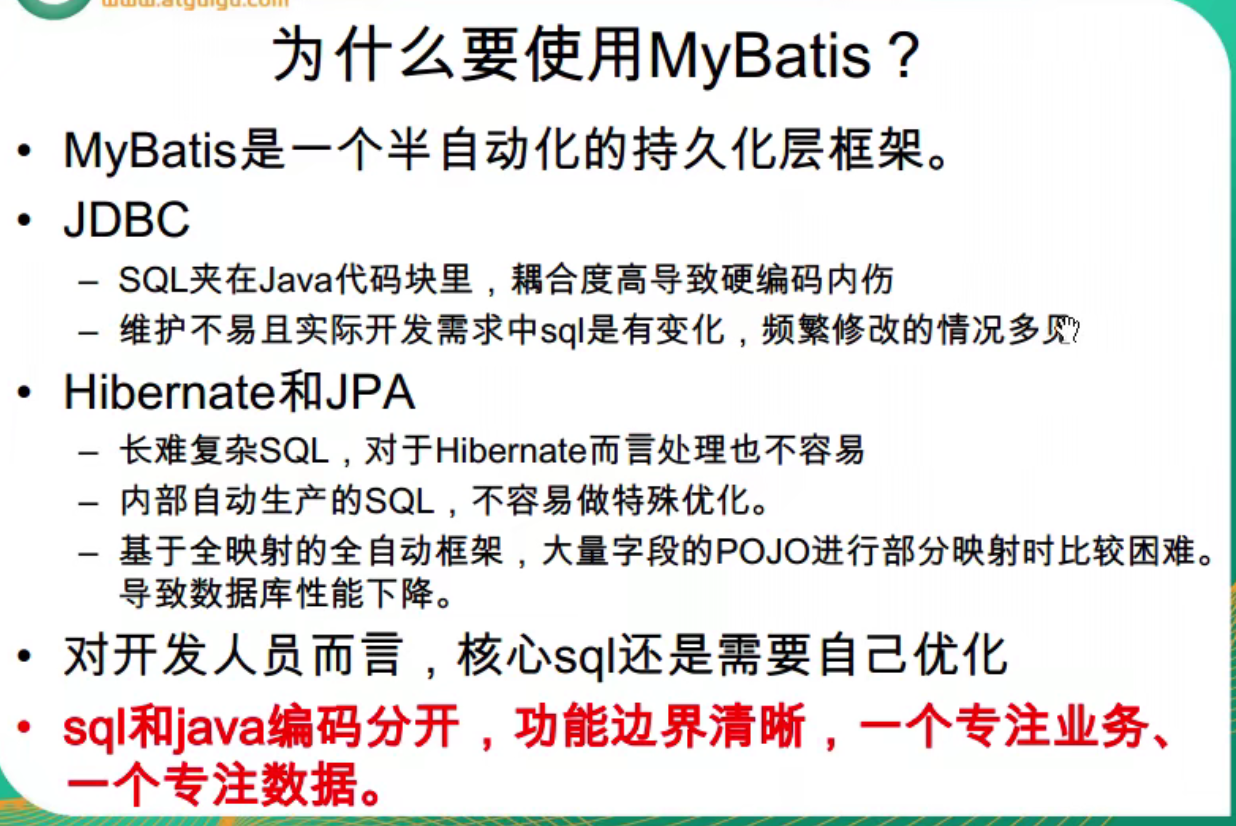 www.atguigu.com
为什么要使用MyBatis？
• MyBatis是一个半自动化的持久化层框架。
• JDBC
– SQL夹在Java代码块里，耦合度高导致硬编码内伤
– 维护不易且实际开发需求中sql是有变化，频繁修改的情况多见
• Hibernate和JPA
– 长难复杂SQL，对于Hibernate而言处理也不容易
– 内部自动生产的SQL，不容易做特殊优化。
– 基于全映射的全自动框架，大量字段的POJO进行部分映射时比较困难。
导致数据库性能下降。
• 对开发人员而言，核心sql还是需要自己优化
• sql和java编码分开，功能边界清晰，一个专注业务、
一个专注数据。